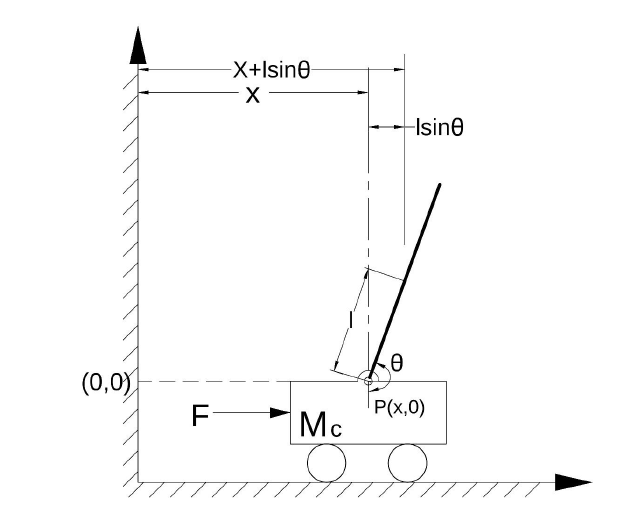 X+lsinθ
x
lsinθ
l
θ
(0,0)
P(x,0)
F
Mc